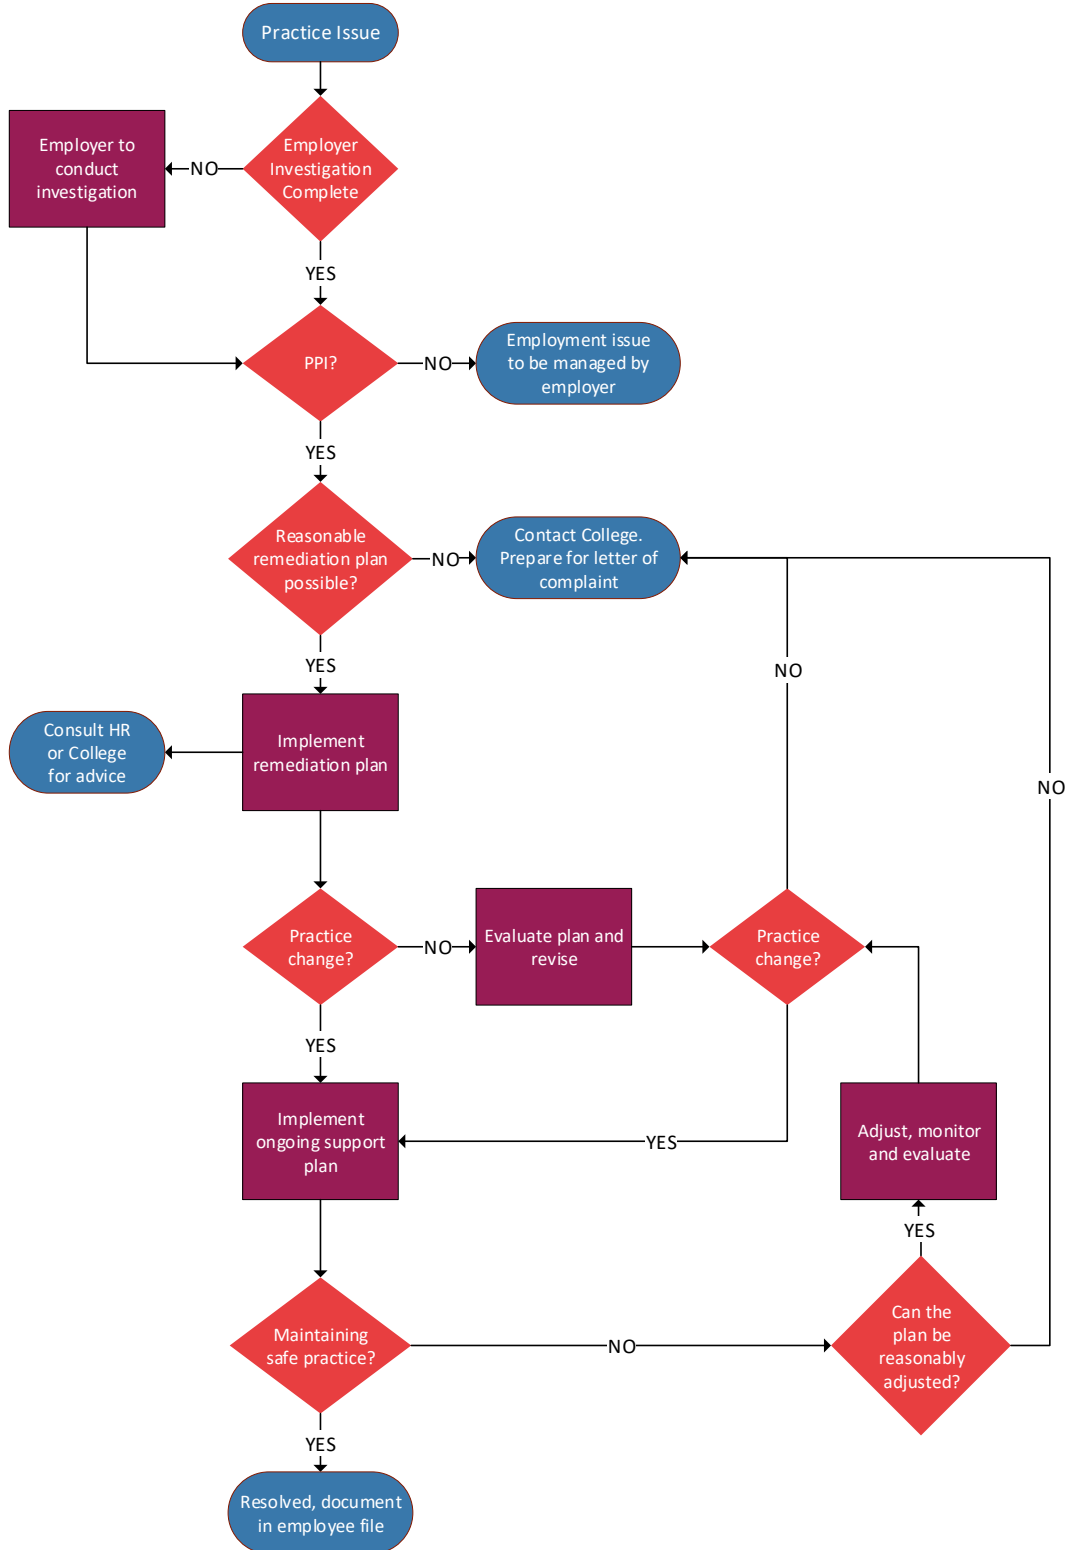 Practice Issue
Employer
Investigation
Complete
NO
Employer to
conduct
investigation
YES
PPI?
NO
Employment issue
to be managed by
employer
YES
Reasonable
remediation plan
possible?
NO
Contact College.
Prepare for letter of
complaint
YES
NO
Implement
remediation plan
Consult HR
or College
for advice
NO
Practice
change?
NO
Evaluate plan and
revise
Practice
change?
YES
Implement
ongoing support
plan
YES
Adjust, monitor
and evaluate
YES
Maintaining
safe practice?
NO
Can the
plan be
reasonably
adjusted?
YES
Resolved, document
in employee file